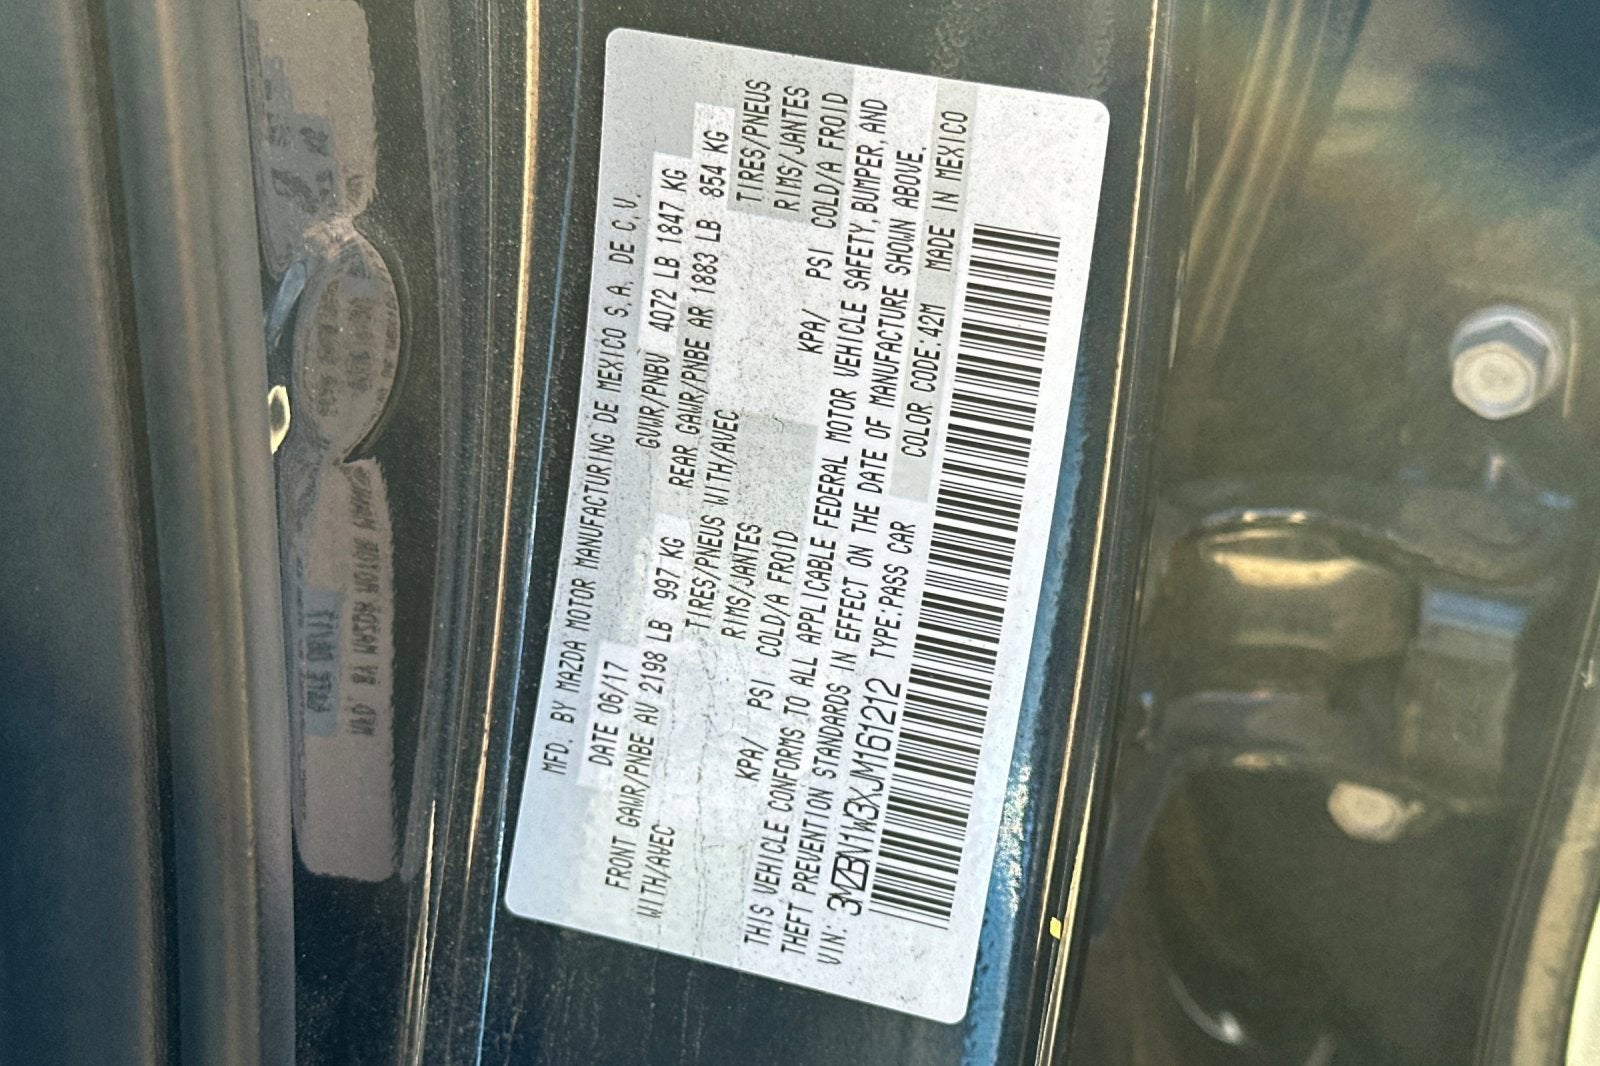 MFD. BY MAZDA MOTOR MANUFACTURING DE MEXICO S.A. DE C.V.
DATE 06/17 GVWR/PNBV 4072 LB 1847 KG
FRONT GAWR/PNBE AV 2198 LB 997 KG REAR GAWR/PNBE AR 1883 LB 854 KG
WITH/AVEC TIRES/PNEUS WITH/AVEC TIRES/PNEUS
RIMS/JANTES RIMS/JANTES
KPA/ PSI COLD/A FROID KPA/ PSI COLD/A FROID
THIS VEHICLE CONFORMS TO ALL APPLICABLE FEDERAL MOTOR VEHICLE SAFETY, BUMPER, AND
THEFT PREVENTION STANDARDS IN EFFECT ON THE DATE OF MANUFACTURE SHOWN ABOVE.
VIN: 3MZBN1W3XJM161212 TYPE:PASS CAR COLOR CODE:42M MADE IN MEXICO